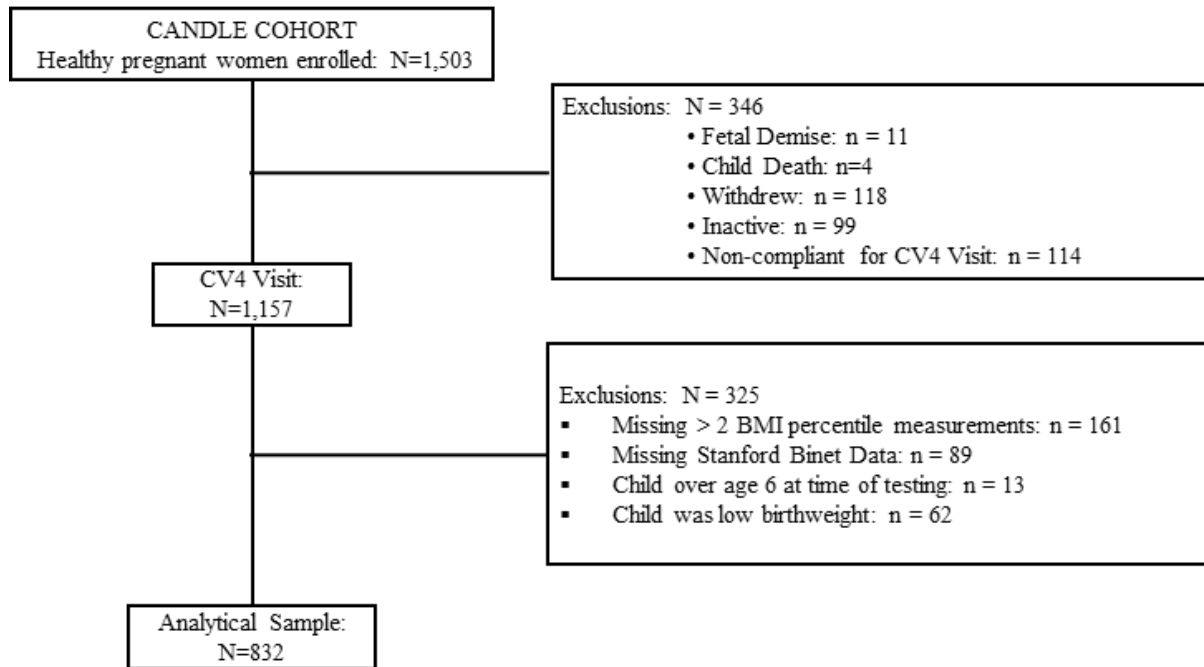 CANDLE COHORT
Healthy pregnant women enrolled: N=1,503
Exclusions: N = 346
• Fetal Demise: n = 11
• Child Death: n=4
• Withdrew: n = 118
• Inactive: n = 99
• Non-compliant for CV4 Visit: n = 114
CV4 Visit:
N=1,157
Exclusions: N = 325
▪ Missing > 2 BMI percentile measurements: n = 161
▪ Missing Stanford Binet Data: n = 89
▪ Child over age 6 at time of testing: n = 13
▪ Child was low birthweight: n = 62
Analytical Sample:
N=832